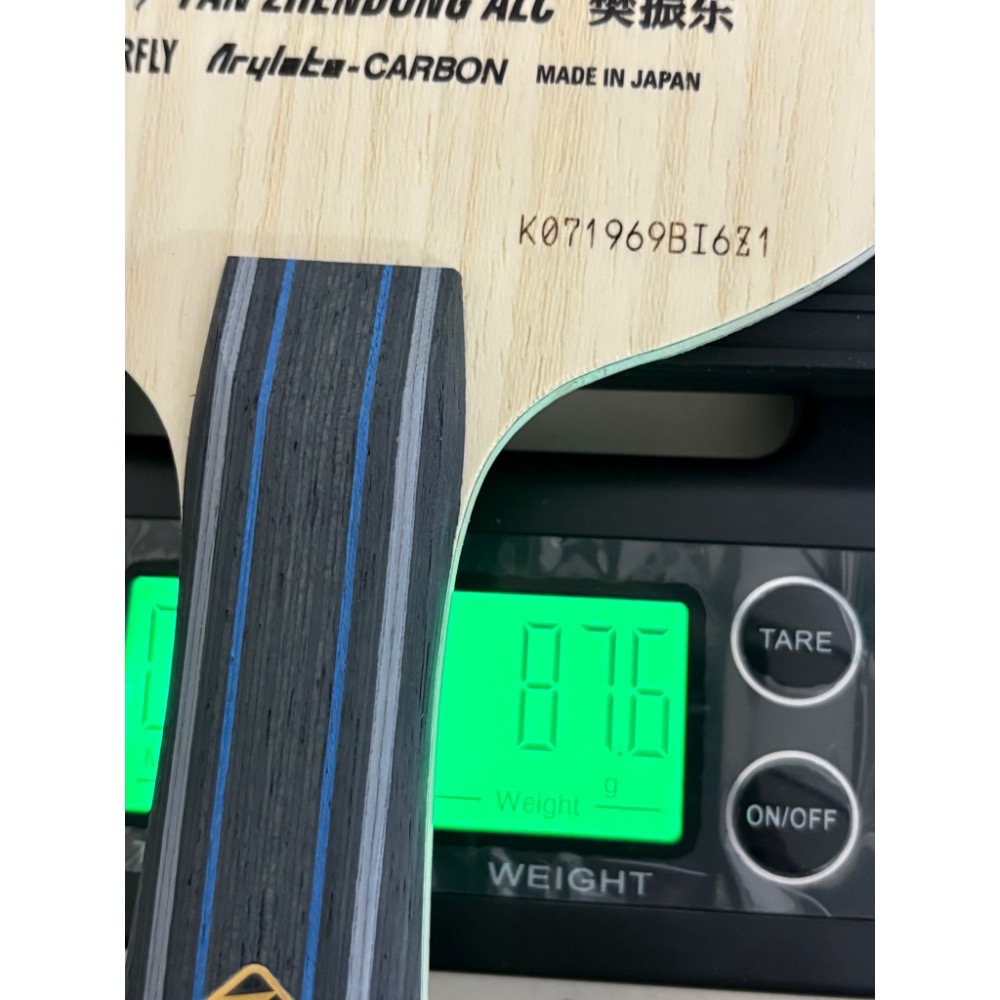 FAN ZHENDONG ALC 樊振东
RFLY Arylate-CARBON MADE IN JAPAN
K071969BI6Z1
TARE
87.6
g
Weight
ON/OFF
WEIGHT